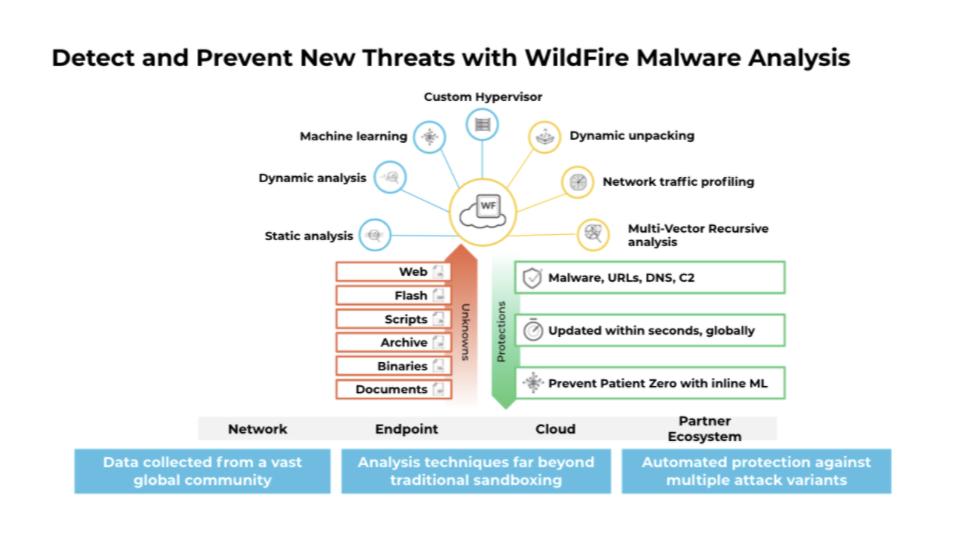 Detect and Prevent New Threats with WildFire Malware Analysis
Custom Hypervisor
Machine learning
Dynamic unpacking
Dynamic analysis
Network traffic profiling
WF
Static analysis
Multi-Vector Recursive
analysis
Web
Flash
Scripts
Archive
Binaries
Documents
Unknowns
Protections
Malware, URLs, DNS, C2
Updated within seconds, globally
Prevent Patient Zero with inline ML
Network
Endpoint
Cloud
Partner
Ecosystem
Data collected from a vast
global community
Analysis techniques far beyond
traditional sandboxing
Automated protection against
multiple attack variants